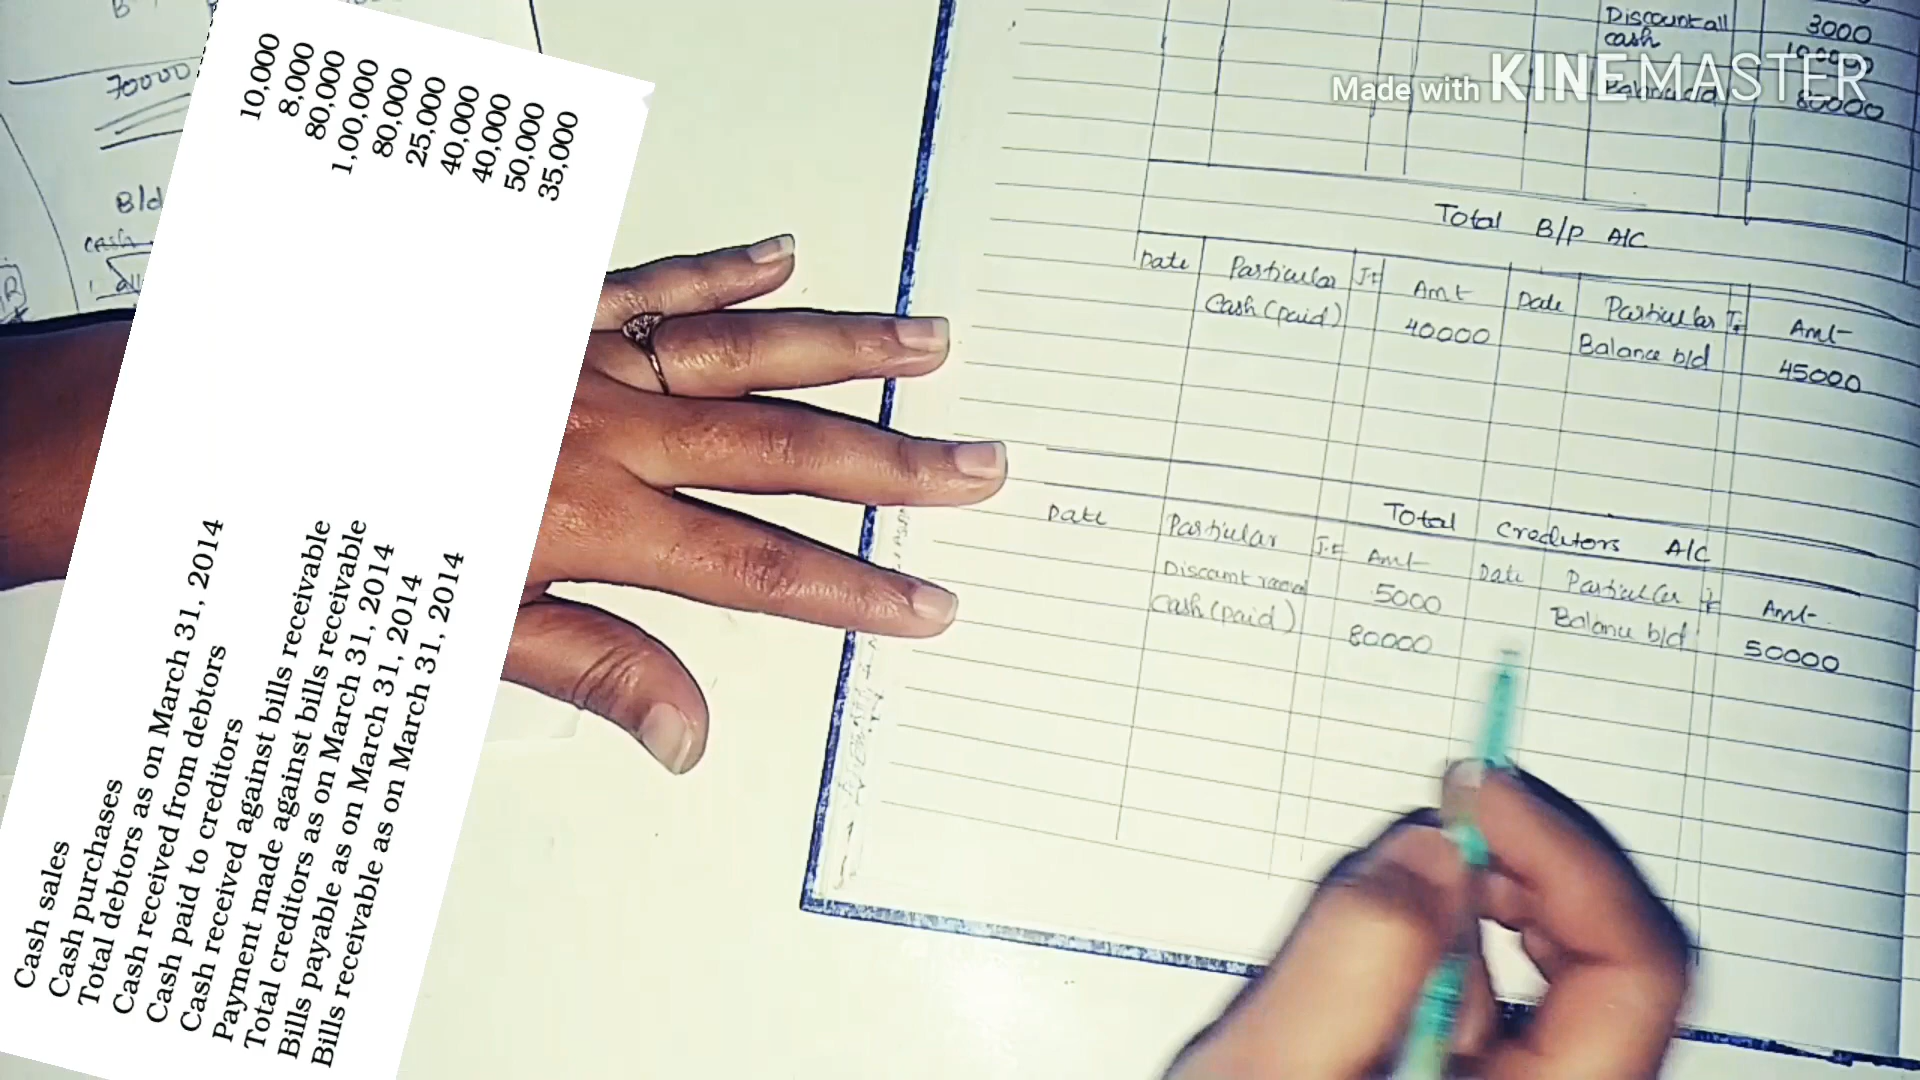 Cash sales 10,000
Cash purchases 8,000
Total debtors as on March 31, 2014 80,000
Cash received from debtors 1,00,000
Cash paid to creditors 80,000
Cash received against bills receivable 25,000
Payment made against bills receivable 40,000
Total creditors as on March 31, 2014 40,000
Bills payable as on March 31, 2014 50,000
Bills receivable as on March 31, 2014 35,000
70000
B/d
cash
Discount all 3000
cash
80000
Made with KINEMASTER
Total B/P A/C
Date Particular J.F Amt Date Particular Amt
Cash (paid) 40000 Balance b/d 45000
Total Creditors A/C
Date Particular J.F Amt Date Particular Amt
Discount 5000 Balance b/d 50000
Cash (paid) 80000